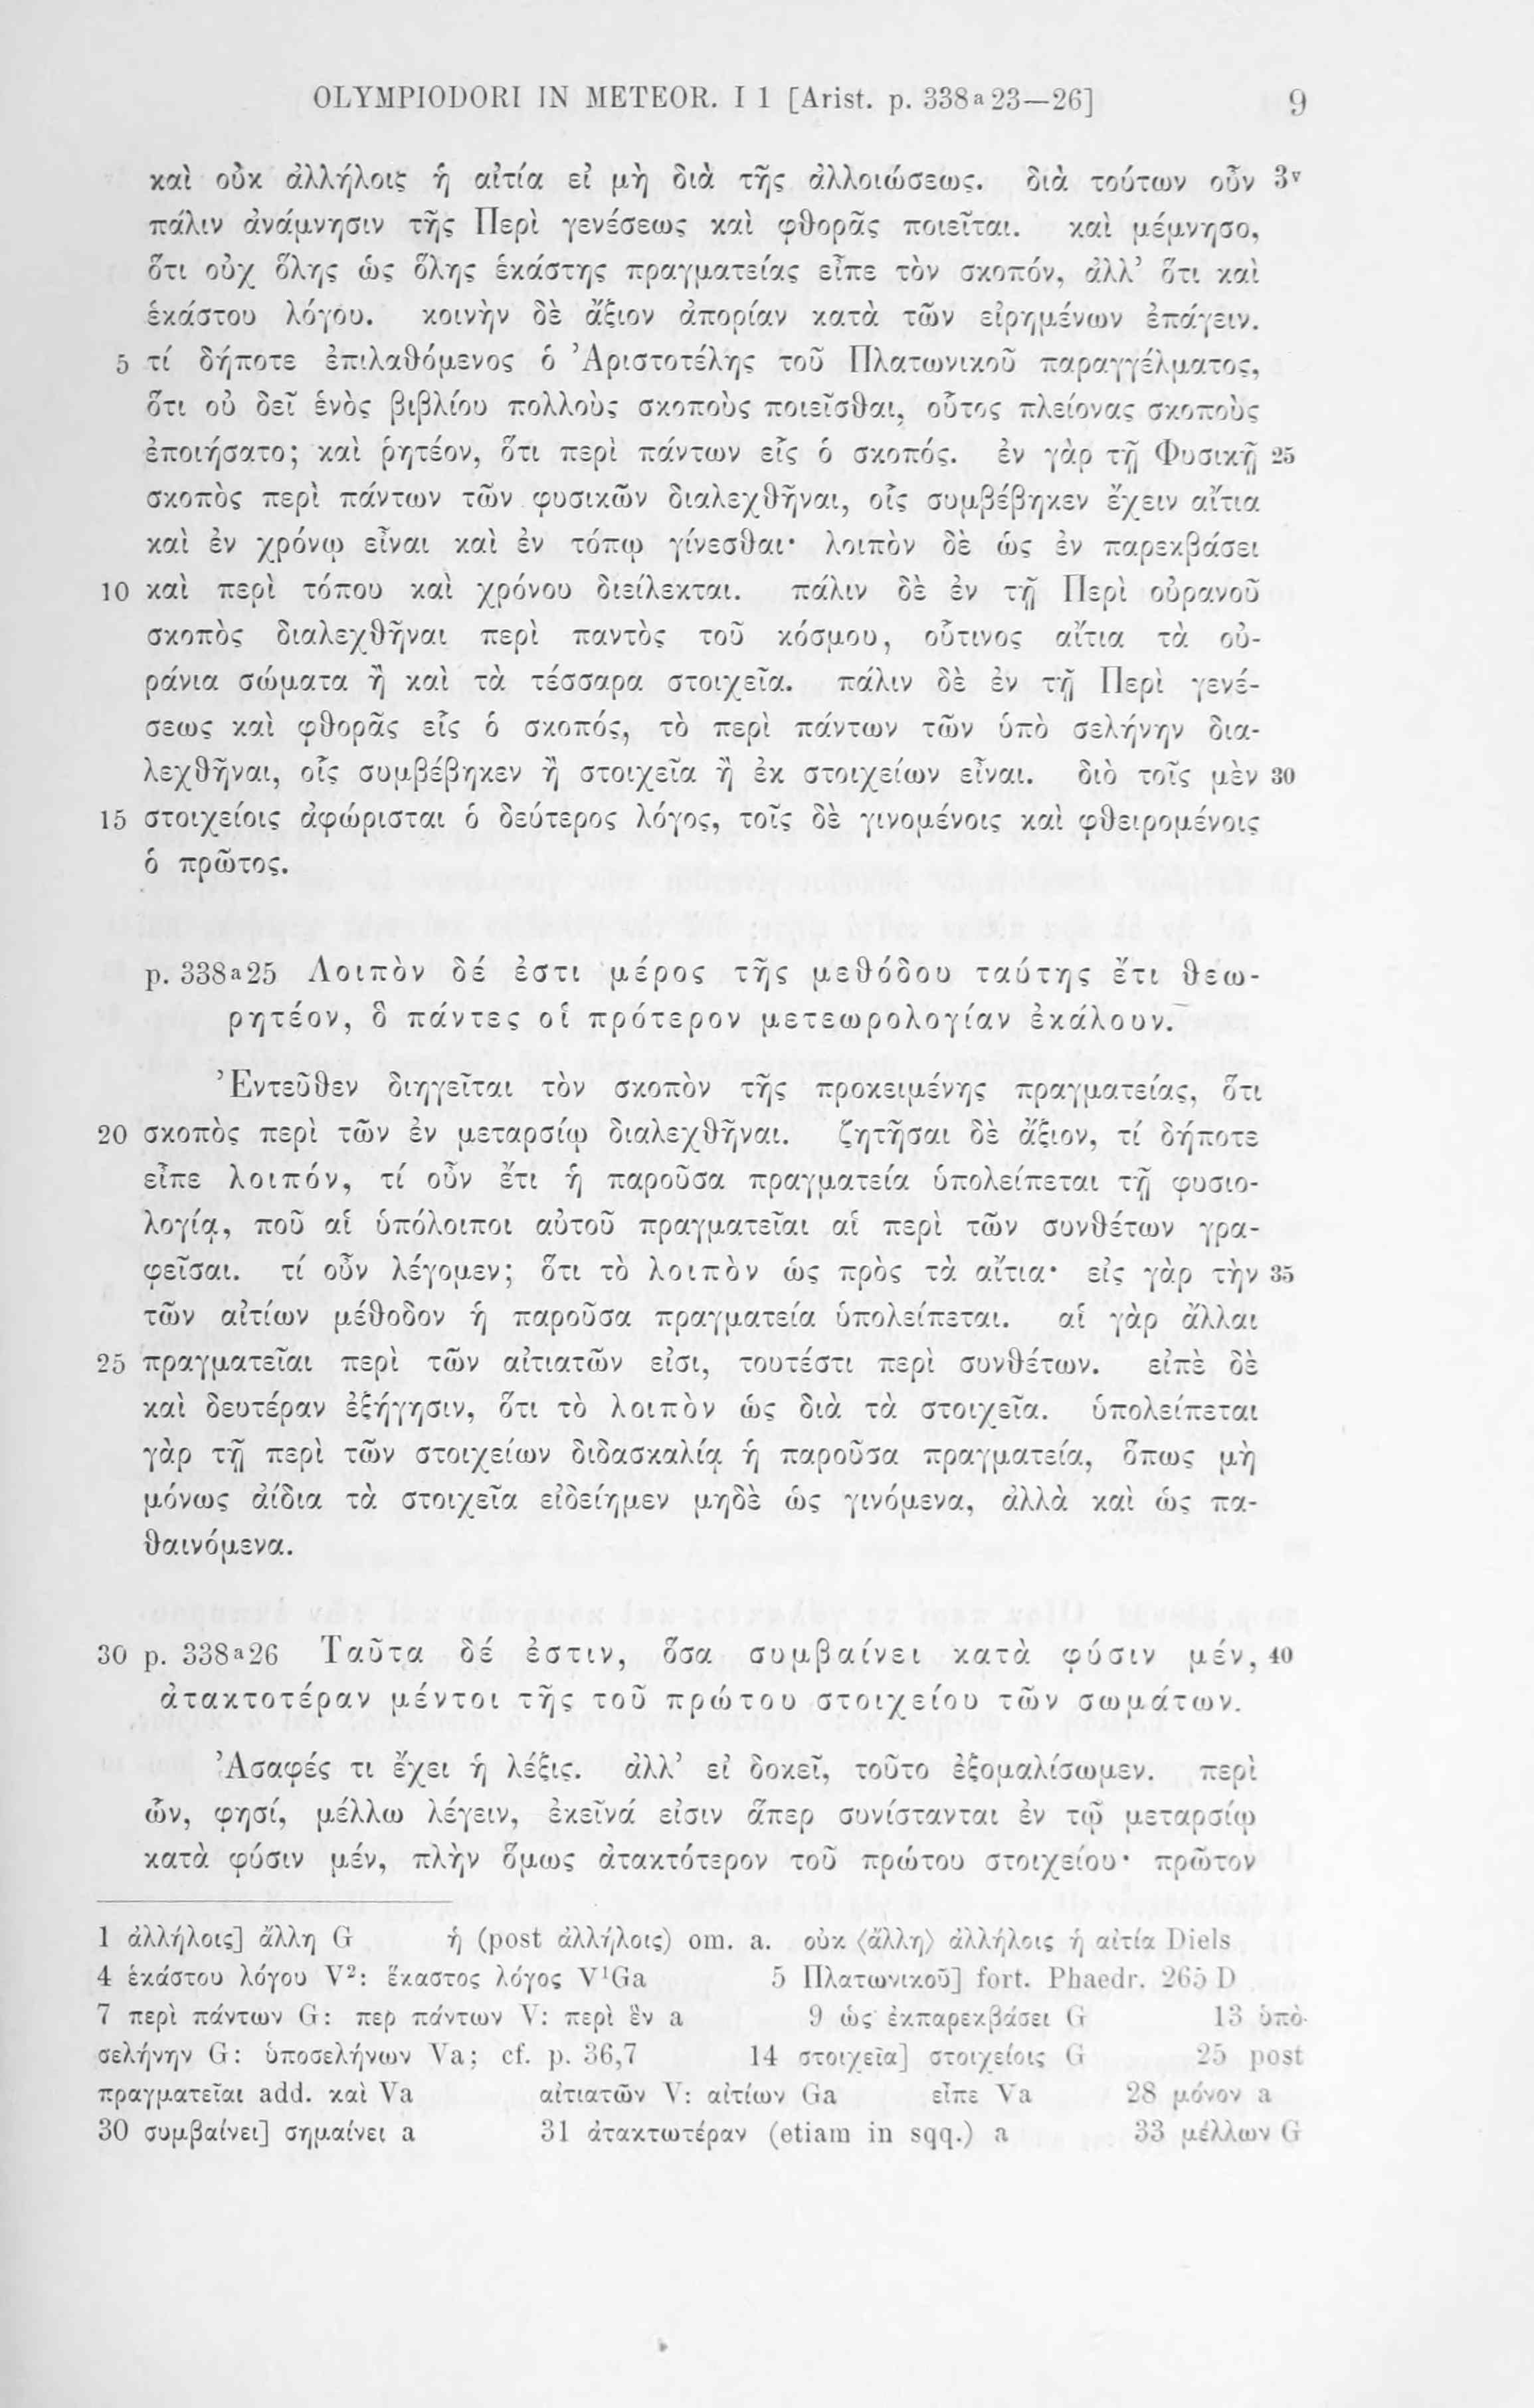 OLYMPIODORI IN METEOR. I 1 [Arist. p. 338ª23—26] 9
καὶ οὐκ ἀλλήλοις ἡ αἰτία εἰ μὴ διὰ τῆς ἀλλοιώσεως. διὰ τούτων οὖν 3v
πάλιν ἀνάμνησιν τῆς Περὶ γενέσεως καὶ φθορᾶς ποιεῖται. καὶ μέμνησο,
ὅτι οὐχ ὅλης ὡς ὅλης ἑκάστης πραγματείας εἶπε τὸν σκοπόν, ἀλλ’ ὅτι καὶ
ἑκάστου λόγου. κοινὴν δὲ ἄξιον ἀπορίαν κατὰ τῶν εἰρημένων ἐπάγειν.
5 τί δήποτε ἐπιλαθόμενος ὁ Ἀριστοτέλης τοῦ Πλατωνικοῦ παραγγέλματος,
ὅτι οὐ δεῖ ἑνὸς βιβλίου πολλοὺς σκοποὺς ποιεῖσθαι, οὗτος πλείονας σκοποὺς
ἐποιήσατο; καὶ ῥητέον, ὅτι περὶ πάντων εἷς ὁ σκοπός. ἐν γὰρ τῇ Φυσικῇ 25
σκοπὸς περὶ πάντων τῶν φυσικῶν διαλεχθῆναι, οἷς συμβέβηκεν ἔχειν αἴτια
καὶ ἐν χρόνῳ εἶναι καὶ ἐν τόπῳ γίνεσθαι· λοιπὸν δὲ ὡς ἐν παρεκβάσει
10 καὶ περὶ τόπου καὶ χρόνου διείλεκται. πάλιν δὲ ἐν τῇ Περὶ οὐρανοῦ
σκοπὸς διαλεχθῆναι περὶ παντὸς τοῦ κόσμου, οὗτινος αἴτια τὰ οὐ-
ράνια σώματα ἢ καὶ τὰ τέσσαρα στοιχεῖα. πάλιν δὲ ἐν τῇ Περὶ γενέ-
σεως καὶ φθορᾶς εἷς ὁ σκοπός, τὸ περὶ πάντων τῶν ὑπὸ σελήνην δια-
λεχθῆναι, οἷς συμβέβηκεν ἢ στοιχεῖα ἢ ἐκ στοιχείων εἶναι. διὸ τοῖς μὲν 30
15 στοιχείοις ἀφώρισται ὁ δεύτερος λόγος, τοῖς δὲ γινομένοις καὶ φθειρομένοις
ὁ πρῶτος.
p. 338ª25 Λοιπὸν δέ ἐστι μέρος τῆς μεθόδου ταύτης ἔτι θεω-
ρητέον, ὃ πάντες οἱ πρότερον μετεωρολογίαν ἐκάλουν.
Ἐντεῦθεν διηγεῖται τὸν σκοπὸν τῆς προκειμένης πραγματείας, ὅτι
20 σκοπὸς περὶ τῶν ἐν μεταρσίῳ διαλεχθῆναι. ζητῆσαι δὲ ἄξιον, τί δήποτε
εἶπε λοιπόν, τί οὖν ἔτι ἡ παροῦσα πραγματεία ὑπολείπεται τῇ φυσιο-
λογίᾳ, ποῦ αἱ ὑπόλοιποι αὐτοῦ πραγματεῖαι αἱ περὶ τῶν συνθέτων γρα-
φεῖσαι. τί οὖν λέγομεν; ὅτι τὸ λοιπὸν ὡς πρὸς τὰ αἴτια· εἰς γὰρ τὴν 35
τῶν αἰτίων μέθοδον ἡ παροῦσα πραγματεία ὑπολείπεται. αἱ γὰρ ἄλλαι
25 πραγματεῖαι περὶ τῶν αἰτιατῶν εἰσι, τουτέστι περὶ συνθέτων. εἰπὲ δὲ
καὶ δευτέραν ἐξήγησιν, ὅτι τὸ λοιπὸν ὡς διὰ τὰ στοιχεῖα. ὑπολείπεται
γὰρ τῇ περὶ τῶν στοιχείων διδασκαλίᾳ ἡ παροῦσα πραγματεία, ὅπως μὴ
μόνως ἀίδια τὰ στοιχεῖα εἰδείημεν μηδὲ ὡς γινόμενα, ἀλλὰ καὶ ὡς πα-
θαινόμενα.
30 p. 338ª26 Ταῦτα δέ ἐστιν, ὅσα συμβαίνει κατὰ φύσιν μέν, 40
ἀτακτοτέραν μέντοι τῆς τοῦ πρώτου στοιχείου τῶν σωμάτων.
Ἀσαφές τι ἔχει ἡ λέξις. ἀλλ’ εἰ δοκεῖ, τοῦτο ἐξομαλίσωμεν. περὶ
ὧν, φησί, μέλλω λέγειν, ἐκεῖνά εἰσιν ἅπερ συνίστανται ἐν τῷ μεταρσίῳ
κατὰ φύσιν μέν, πλὴν ὅμως ἀτακτότερον τοῦ πρώτου στοιχείου· πρῶτον
1 ἀλλήλοις] ἄλλη G ἡ (post ἀλλήλοις) om. a. οὐκ ⟨ἄλλη⟩ ἀλλήλοις ἡ αἰτία Diels
4 ἑκάστου λόγου V²: ἕκαστος λόγος V¹Ga 5 Πλατωνικοῦ] fort. Phaedr. 265 D
7 περὶ πάντων G: περ πάντων V: περὶ ἓν a 9 ὡς ἐκπαρεκβάσει G 13 ὑπὸ
σελήνην G: ὑποσελήνων Va; cf. p. 36,7 14 στοιχεῖα] στοιχείοις G 25 post
πραγματεῖαι add. καὶ Va αἰτιατῶν V: αἰτίων Ga εἶπε Va 28 μόνον a
30 συμβαίνει] σημαίνει a 31 ἀτακτωτέραν (etiam in sqq.) a 33 μέλλων G